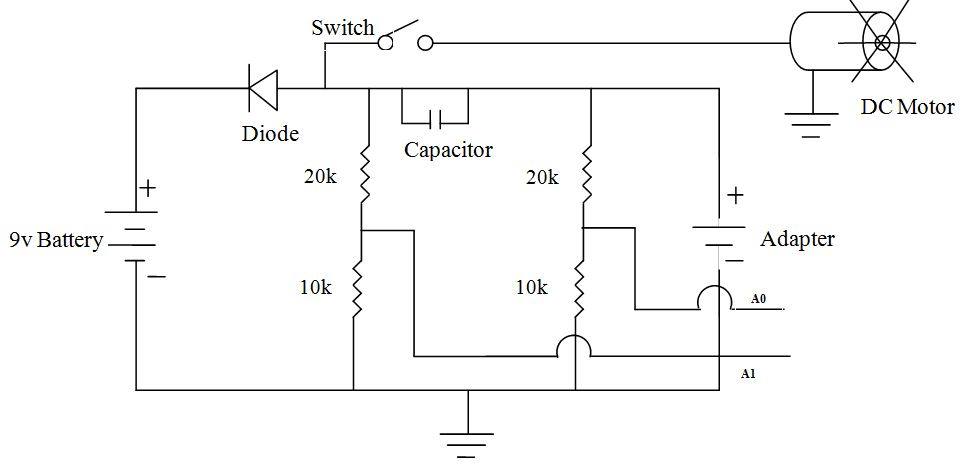 Switch
DC Motor
Diode
Capacitor
20k
20k
+
+
9v Battery
Adapter
10k
10k
A0
A1